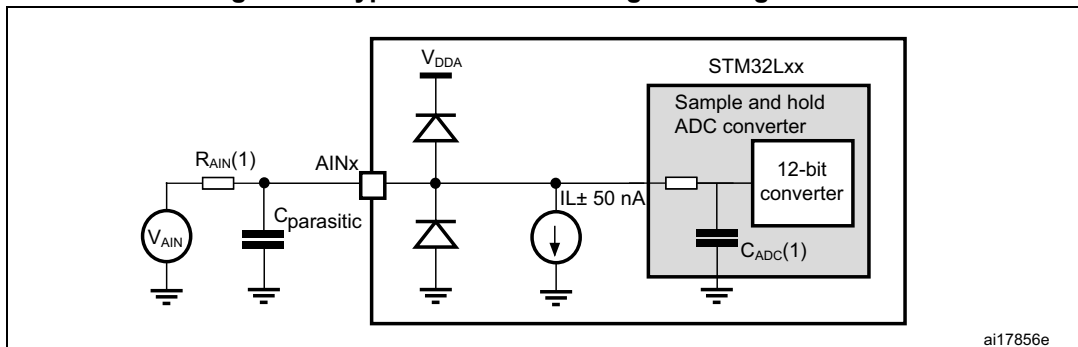 V_DDA
STM32Lxx
Sample and hold
ADC converter
R_AIN(1)
AINx
12-bit
converter
IL± 50 nA
C_parasitic
V_AIN
C_ADC(1)
ai17856e